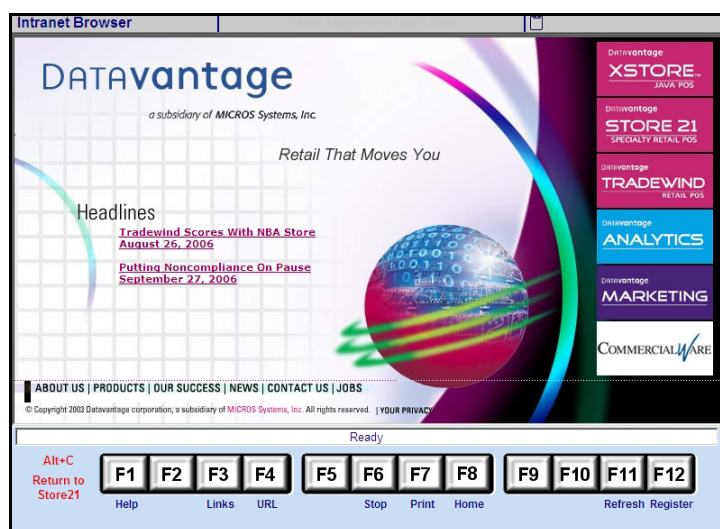 Intranet Browser
DATAvantage
a subsidiary of MICROS Systems, Inc.
Retail That Moves You
Headlines
Tradewind Scores With NBA Store
August 26, 2006
Putting Noncompliance On Pause
September 27, 2006
DATAvantage
XSTORE™
JAVA POS
DATAvantage
STORE 21
SPECIALTY RETAIL POS
DATAvantage
TRADEWIND
RETAIL POS
DATAvantage
ANALYTICS
DATAvantage
MARKETING
COMMERCIALWARE
ABOUT US | PRODUCTS | OUR SUCCESS | NEWS | CONTACT US | JOBS
© Copyright 2003 Datavantage corporation, a subsidiary of MICROS Systems, Inc. All rights reserved. | YOUR PRIVACY
Ready
Alt+C
Return to
Store21
F1 F2 F3 F4 F5 F6 F7 F8 F9 F10 F11 F12
Help Links URL Stop Print Home Refresh Register